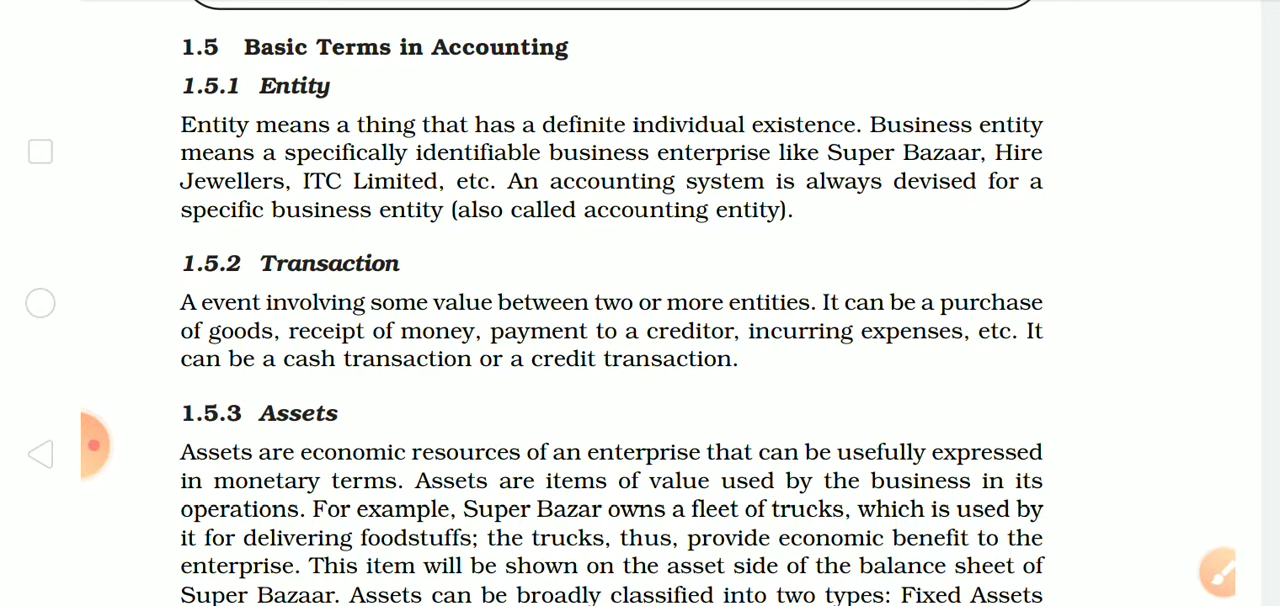 1.5 Basic Terms in Accounting
1.5.1 Entity
Entity means a thing that has a definite individual existence. Business entity
means a specifically identifiable business enterprise like Super Bazaar, Hire
Jewellers, ITC Limited, etc. An accounting system is always devised for a
specific business entity (also called accounting entity).
1.5.2 Transaction
A event involving some value between two or more entities. It can be a purchase
of goods, receipt of money, payment to a creditor, incurring expenses, etc. It
can be a cash transaction or a credit transaction.
1.5.3 Assets
Assets are economic resources of an enterprise that can be usefully expressed
in monetary terms. Assets are items of value used by the business in its
operations. For example, Super Bazar owns a fleet of trucks, which is used by
it for delivering foodstuffs; the trucks, thus, provide economic benefit to the
enterprise. This item will be shown on the asset side of the balance sheet of
Super Bazaar. Assets can be broadly classified into two types: Fixed Assets